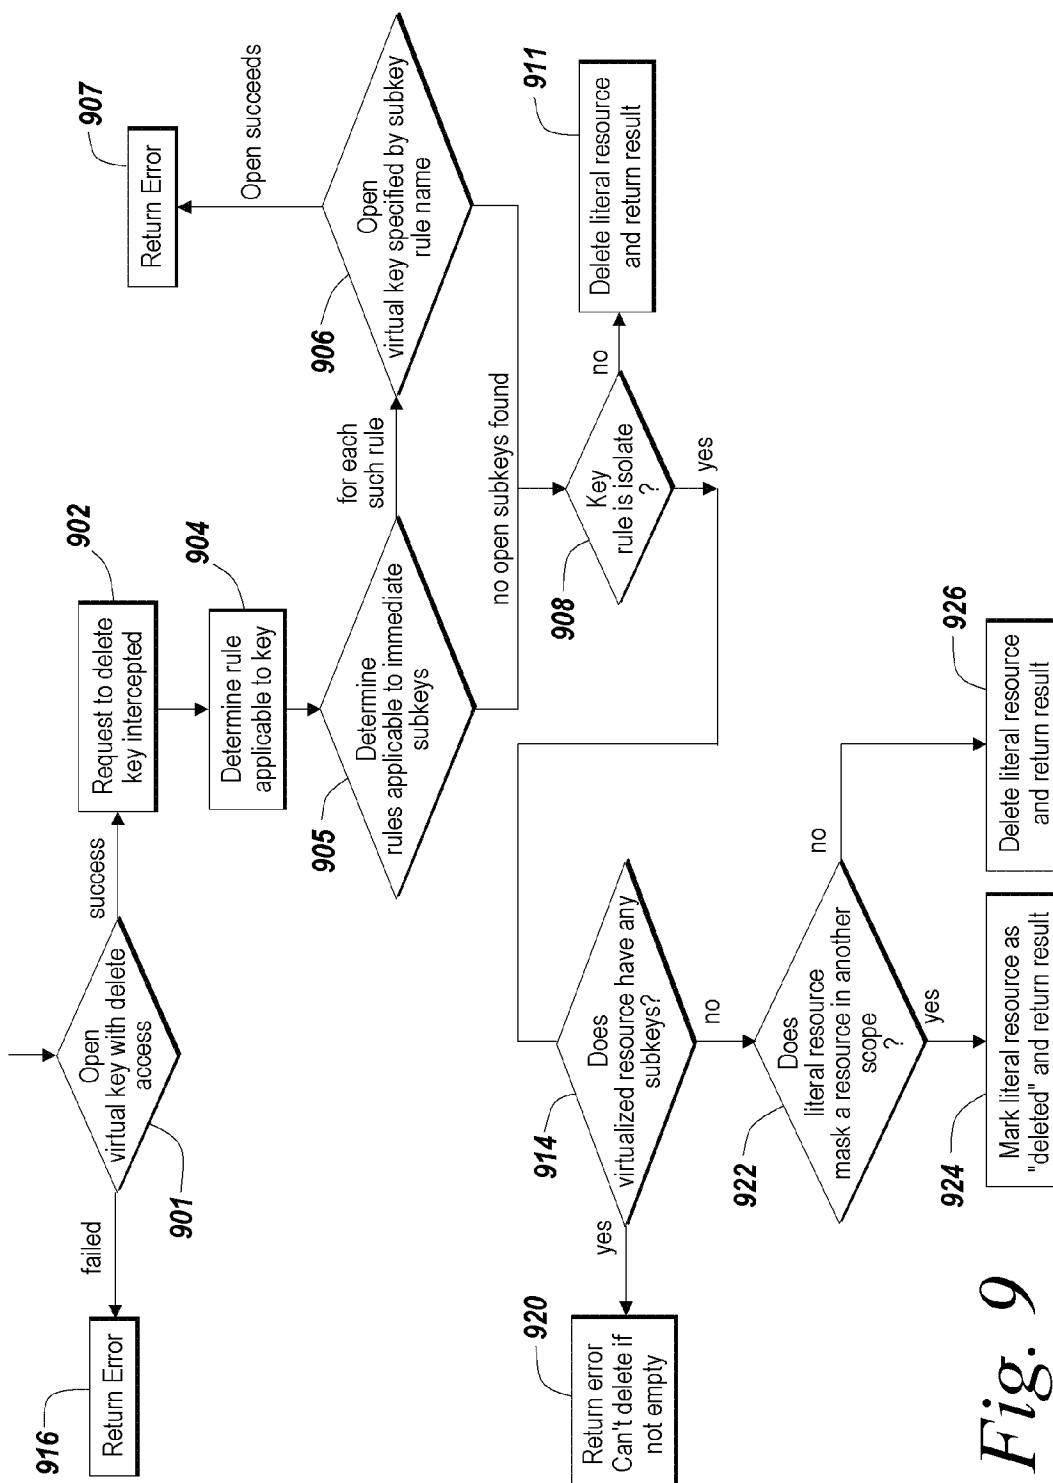 Open
virtual key with delete
access
901
failed
Return Error
916
success
Request to delete
key intercepted
902
Determine rule
applicable to key
904
Determine
rules applicable to immediate
subkeys
905
for each
such rule
Open
virtual key specified by subkey
rule name
906
Open succeeds
Return Error
907
no open subkeys found
Key
rule is isolate
?
908
no
Delete literal resource
and return result
911
yes
Does
virtualized resource have any
subkeys?
914
yes
Return error
Can't delete if
not empty
920
no
Does
literal resource
mask a resource in another
scope
?
922
no
Delete literal resource
and return result
926
yes
Mark literal resource as
"deleted" and return result
924
Fig. 9